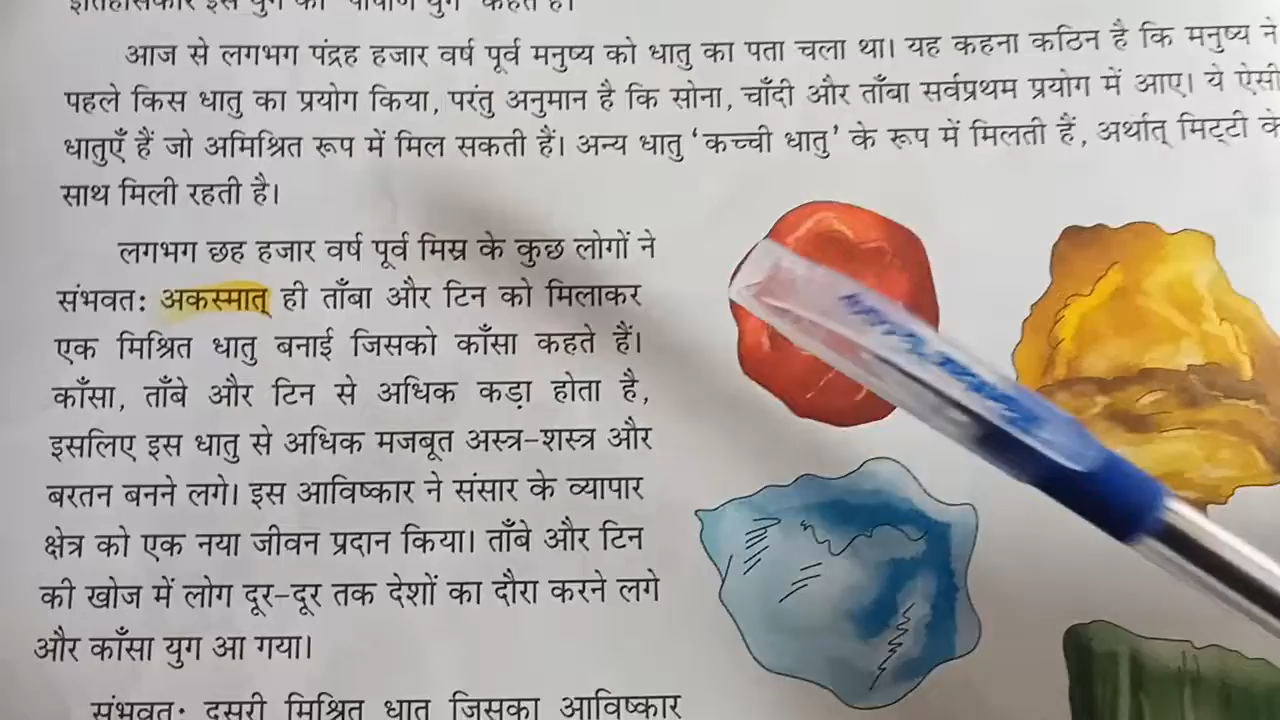 इतिहासकार इस युग को 'पाषाण युग' कहते हैं।
आज से लगभग पंद्रह हजार वर्ष पूर्व मनुष्य को धातु का पता चला था। यह कहना कठिन है कि मनुष्य ने
पहले किस धातु का प्रयोग किया, परंतु अनुमान है कि सोना, चाँदी और ताँबा सर्वप्रथम प्रयोग में आए। ये ऐसी
धातुएँ हैं जो अमिश्रित रूप में मिल सकती हैं। अन्य धातु 'कच्ची धातु' के रूप में मिलती हैं, अर्थात् मिट्टी के
साथ मिली रहती है।
लगभग छह हजार वर्ष पूर्व मिस्र के कुछ लोगों ने
संभवतः अकस्मात् ही ताँबा और टिन को मिलाकर
एक मिश्रित धातु बनाई जिसको काँसा कहते हैं।
काँसा, ताँबे और टिन से अधिक कड़ा होता है,
इसलिए इस धातु से अधिक मजबूत अस्त्र-शस्त्र और
बरतन बनने लगे। इस आविष्कार ने संसार के व्यापार
क्षेत्र को एक नया जीवन प्रदान किया। ताँबे और टिन
की खोज में लोग दूर-दूर तक देशों का दौरा करने लगे
और काँसा युग आ गया।
संभवतः दूसरी मिश्रित धातु जिसका आविष्कार